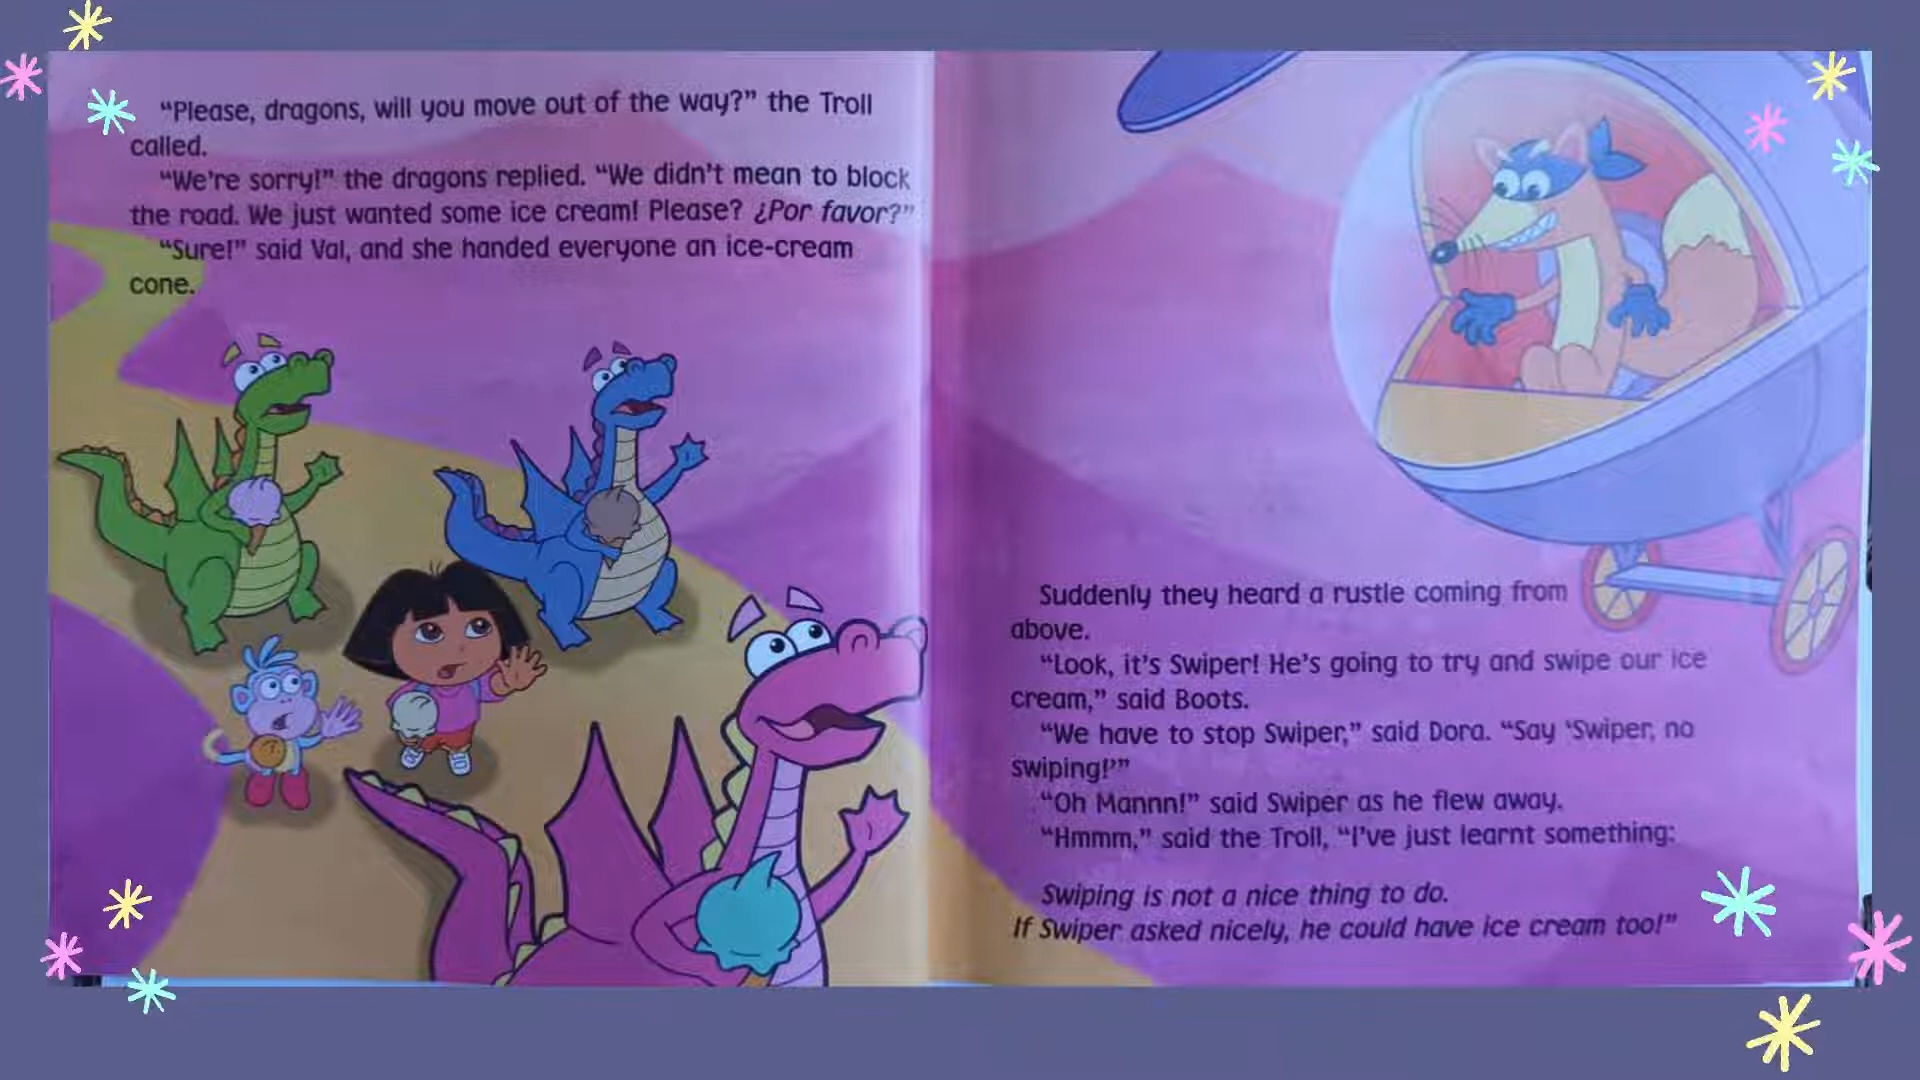 “Please, dragons, will you move out of the way?” the Troll
called.
“We’re sorry!” the dragons replied. “We didn’t mean to block
the road. We just wanted some ice cream! Please? ¿Por favor?”
“Sure!” said Val, and she handed everyone an ice-cream
cone.
Suddenly they heard a rustle coming from
above.
“Look, it’s Swiper! He’s going to try and swipe our ice
cream,” said Boots.
“We have to stop Swiper,” said Dora. “Say ‘Swiper, no
swiping!’”
“Oh Mannn!” said Swiper as he flew away.
“Hmmm,” said the Troll, “I’ve just learnt something:
Swiping is not a nice thing to do.
If Swiper asked nicely, he could have ice cream too!”